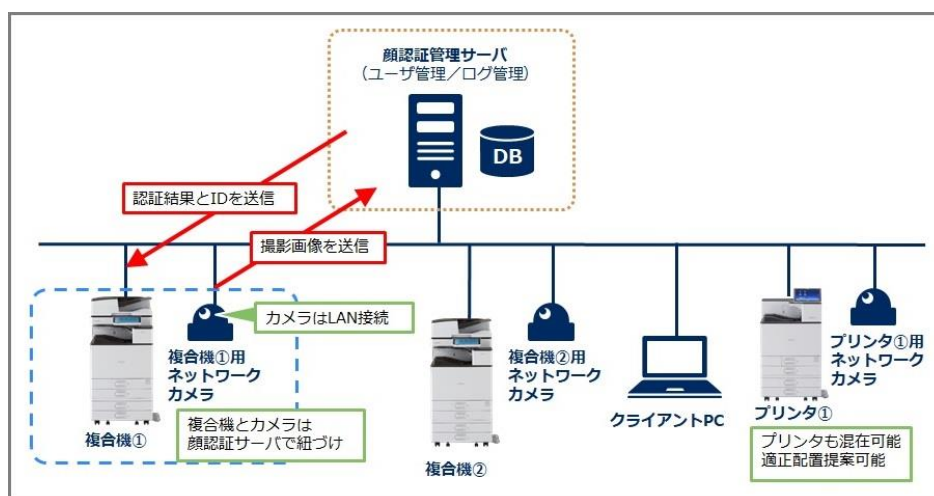 顔認証管理サーバ
（ユーザ管理／ログ管理）
DB
認証結果とIDを送信
撮影画像を送信
カメラはLAN接続
複合機①用
ネットワーク
カメラ
複合機①
複合機とカメラは
顔認証サーバで紐づけ
複合機②用
ネットワーク
カメラ
複合機②
クライアントPC
プリンタ①用
ネットワーク
カメラ
プリンタ①
プリンタも混在可能
適正配置提案可能